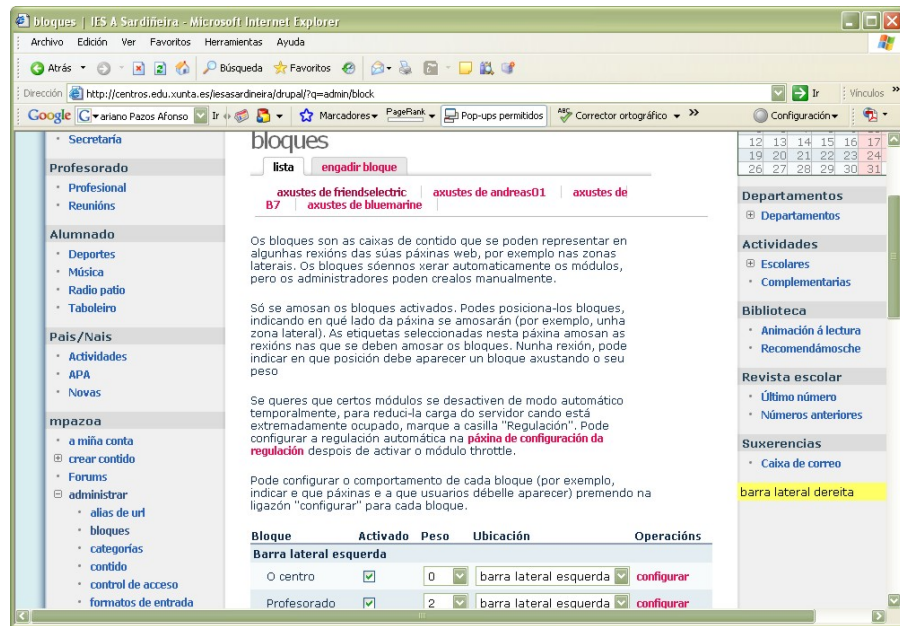 bloques | IES A Sardiñeira - Microsoft Internet Explorer
Archivo Edición Ver Favoritos Herramientas Ayuda
Atrás Búsqueda Favoritos
Dirección http://centros.edu.xunta.es/iesasardineira/drupal/?q=admin/block Ir Vínculos »
Google G ariano Pazos Afonso Ir Marcadores PageRank Pop-ups permitidos ABC Corrector ortográfico » Configuración
Secretaría
Profesorado
Profesional
Reunións
Alumnado
Deportes
Música
Radio patio
Taboleiro
Pais/Nais
Actividades
APA
Novas
mpazoa
a miña conta
crear contido
Forums
administrar
alias de url
bloques
categorías
contido
control de acceso
formatos de entrada
bloques
lista engadir bloque
axustes de friendselectric axustes de andreas01 axustes de
B7 axustes de bluemarine
Os bloques son as caixas de contido que se poden representar en
algunhas rexións das súas páxinas web, por exemplo nas zonas
laterais. Os bloques sóennos xerar automaticamente os módulos,
pero os administradores poden crealos manualmente.
Só se amosan os bloques activados. Podes posiciona-los bloques,
indicando en qué lado da páxina se amosarán (por exemplo, unha
zona lateral). As etiquetas seleccionadas nesta páxina amosan as
rexións nas que se deben amosar os bloques. Nunha rexión, pode
indicar en que posición debe aparecer un bloque axustando o seu
peso
Se queres que certos módulos se desactiven de modo automático
temporalmente, para reduci-la carga do servidor cando está
extremadamente ocupado, marque a casilla "Regulación". Pode
configurar a regulación automática na páxina de configuración da
regulación despois de activar o módulo throttle.
Pode configurar o comportamento de cada bloque (por exemplo,
indicar e que páxinas e a que usuarios débelle aparecer) premendo na
ligazón "configurar" para cada bloque.
Bloque Activado Peso Ubicación Operacións
Barra lateral esquerda
O centro 0 barra lateral esquerda configurar
Profesorado 2 barra lateral esquerda configurar
12 13 14 15 16 17
19 20 21 22 23 24
26 27 28 29 30 31
Departamentos
Departamentos
Actividades
Escolares
Complementarias
Biblioteca
Animación á lectura
Recomendámosche
Revista escolar
Último número
Números anteriores
Suxerencias
Caixa de correo
barra lateral dereita